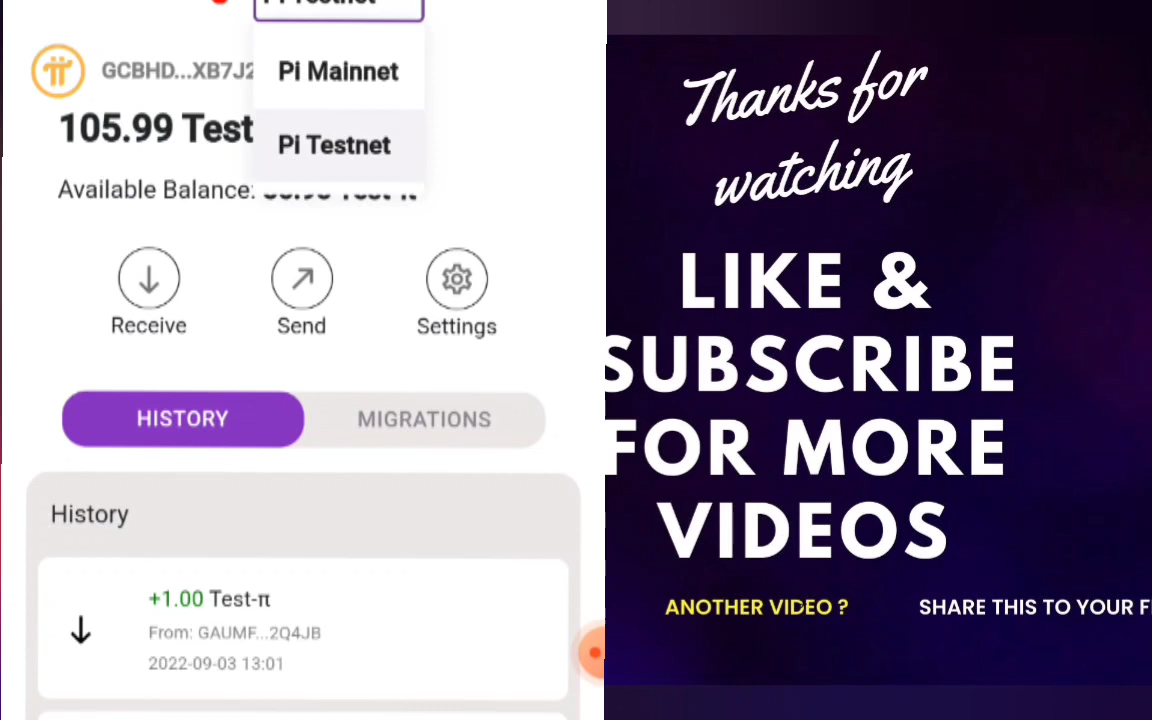 Pi Testnet
GCBHD...XB7J2
Pi Mainnet
105.99 Test
Pi Testnet
Available Balance:
Receive
Send
Settings
HISTORY
MIGRATIONS
History
+1.00 Test-π
From: GAUMF...2Q4JB
2022-09-03 13:01
Thanks for
watching
LIKE &
SUBSCRIBE
FOR MORE
VIDEOS
ANOTHER VIDEO ?
SHARE THIS TO YOUR